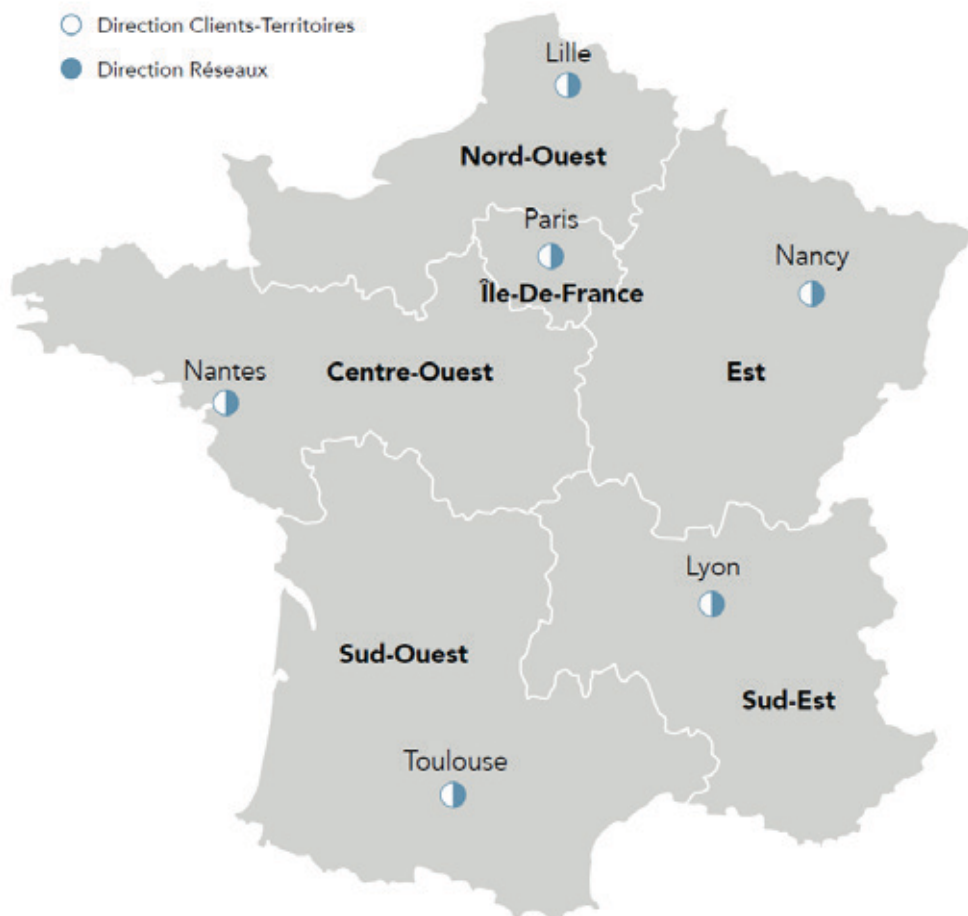 Direction Clients-Territoires
Direction Réseaux
Lille
Nord-Ouest
Paris
Île-De-France
Nancy
Nantes
Centre-Ouest
Est
Lyon
Sud-Ouest
Sud-Est
Toulouse